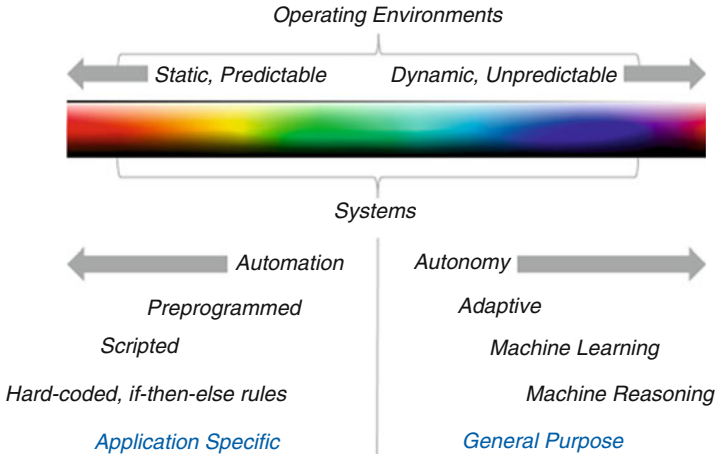 Operating Environments
Static, Predictable
Dynamic, Unpredictable
Systems
Automation
Autonomy
Preprogrammed
Adaptive
Scripted
Machine Learning
Hard-coded, if-then-else rules
Machine Reasoning
Application Specific
General Purpose